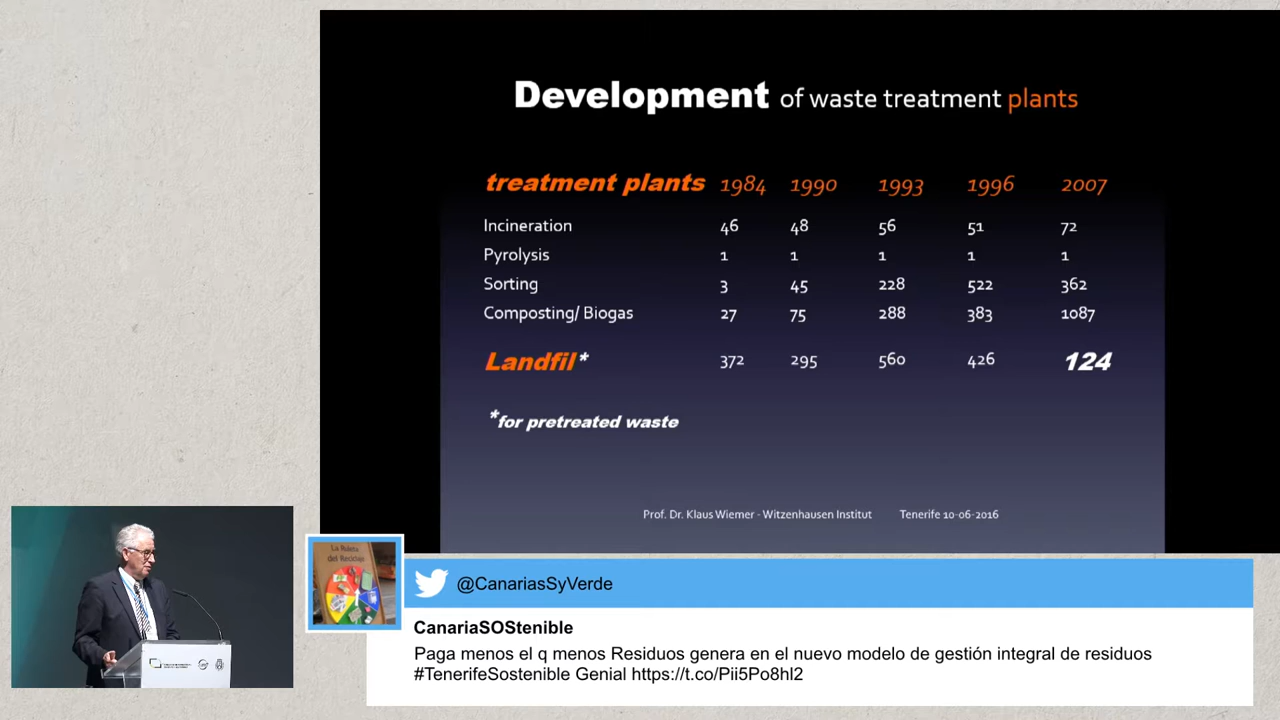 Development of waste treatment plants
treatment plants 1984 1990 1993 1996 2007
Incineration 46 48 56 51 72
Pyrolysis 1 1 1 1 1
Sorting 3 45 228 522 362
Composting/ Biogas 27 75 288 383 1087
Landfil* 372 295 560 426 124
*for pretreated waste
Prof. Dr. Klaus Wiemer - Witzenhausen Institut Tenerife 10-06-2016
La Ruleta
del Reciclaje
@CanariasSyVerde
CanariaSOStenible
Paga menos el q menos Residuos genera en el nuevo modelo de gestión integral de residuos
#TenerifeSostenible Genial https://t.co/Pii5Po8hl2